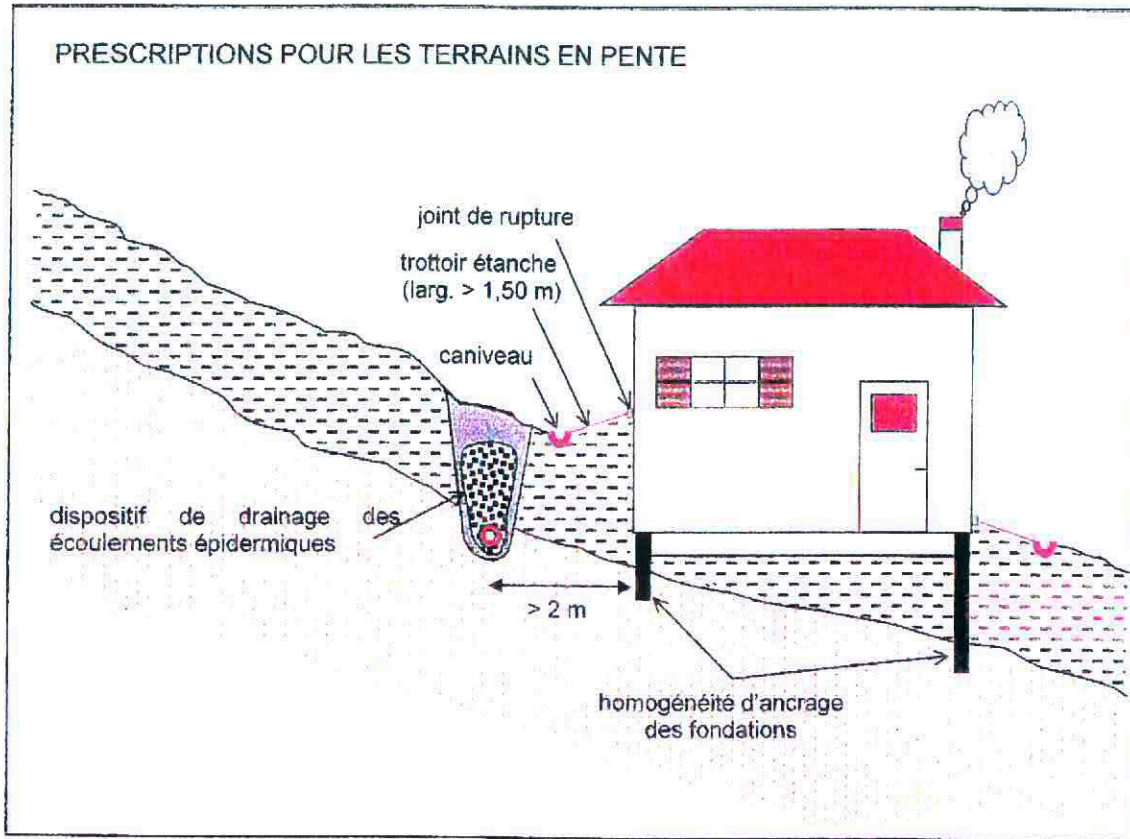 PRESCRIPTIONS POUR LES TERRAINS EN PENTE
joint de rupture
trottoir étanche
(larg. > 1,50 m)
caniveau
dispositif de drainage des
écoulements épidermiques
> 2 m
homogénéité d'ancrage
des fondations